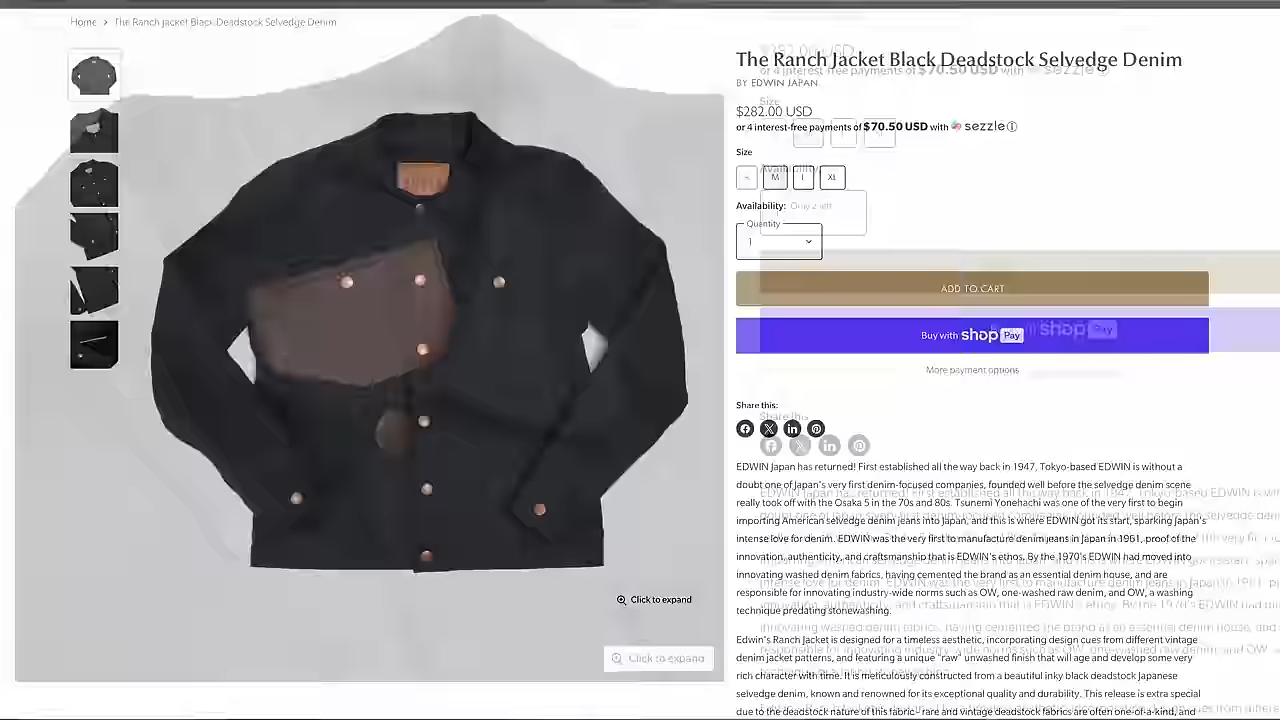 Home > The Ranch Jacket Black Deadstock Selvedge Denim
The Ranch Jacket Black Deadstock Selvedge Denim
BY EDWIN JAPAN
$282.00 USD
or 4 interest-free payments of $70.50 USD with sezzle
Size
M L XL
Availability: Only 2 left
Quantity
1
ADD TO CART
Buy with shop Pay
More payment options
Share this:
EDWIN Japan has returned! First established all the way back in 1947, Tokyo-based EDWIN is without a
doubt one of Japan's very first denim-focused companies, founded well before the selvedge denim scene
really took off with the Osaka 5 in the 70s and 80s. Tsunemi Yonehachi was one of the very first to begin
importing American selvedge denim jeans into Japan, and this is where EDWIN got its start, sparking Japan's
intense love for denim. EDWIN was the very first to manufacture denim jeans in Japan in 1961, proof of the
innovation, authenticity, and craftsmanship that is EDWIN's ethos. By the 1970's EDWIN had moved into
innovating washed denim fabrics, having cemented the brand as an essential denim house, and are
responsible for innovating industry-wide norms such as OW, one-washed raw denim, and OW, a washing
technique predating stonewashing.
Edwin's Ranch Jacket is designed for a timeless aesthetic, incorporating design cues from different vintage
denim jacket patterns, and featuring a unique "raw" unwashed finish that will age and develop some very
rich character with time. It is meticulously constructed from a beautiful inky black deadstock Japanese
selvedge denim, known and renowned for its exceptional quality and durability. This release is extra special
due to the deadstock nature of this fabric– rare and vintage deadstock fabrics are often one-of-a-kind, and
Click to expand
Click to expand